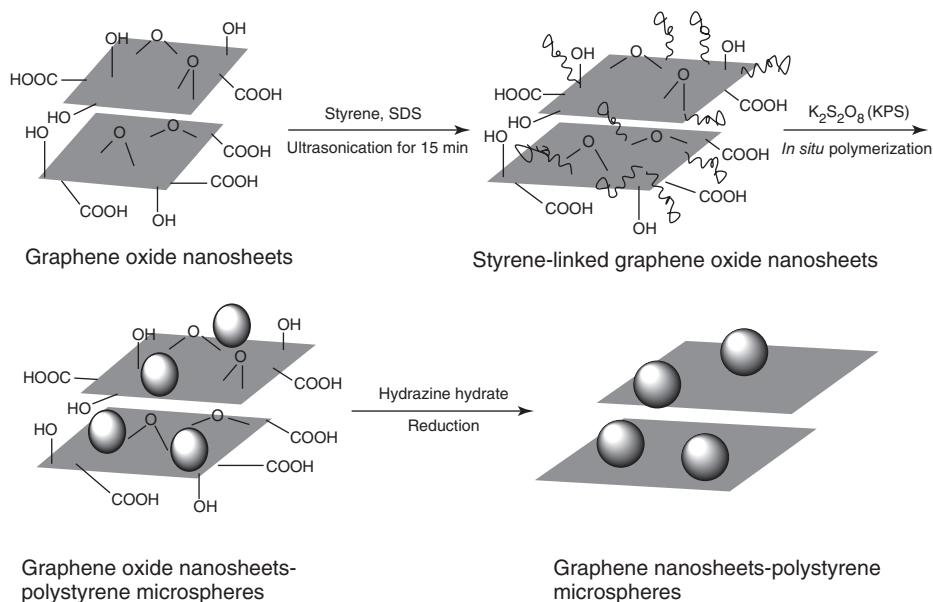 OH
O
OH
O
HOOC
COOH
HO
HO
O
O
COOH
COOH
COOH
OH
Graphene oxide nanosheets
Styrene, SDS
Ultrasonication for 15 min
OH
O
OH
O
HOOC
COOH
HO
HO
O
O
COOH
COOH
COOH
OH
Styrene-linked graphene oxide nanosheets
K₂S₂O₈ (KPS)
In situ polymerization
OH
O
OH
O
HOOC
COOH
HO
HO
O
O
COOH
COOH
COOH
OH
Graphene oxide nanosheets-
polystyrene microspheres
Hydrazine hydrate
Reduction
Graphene nanosheets-polystyrene
microspheres